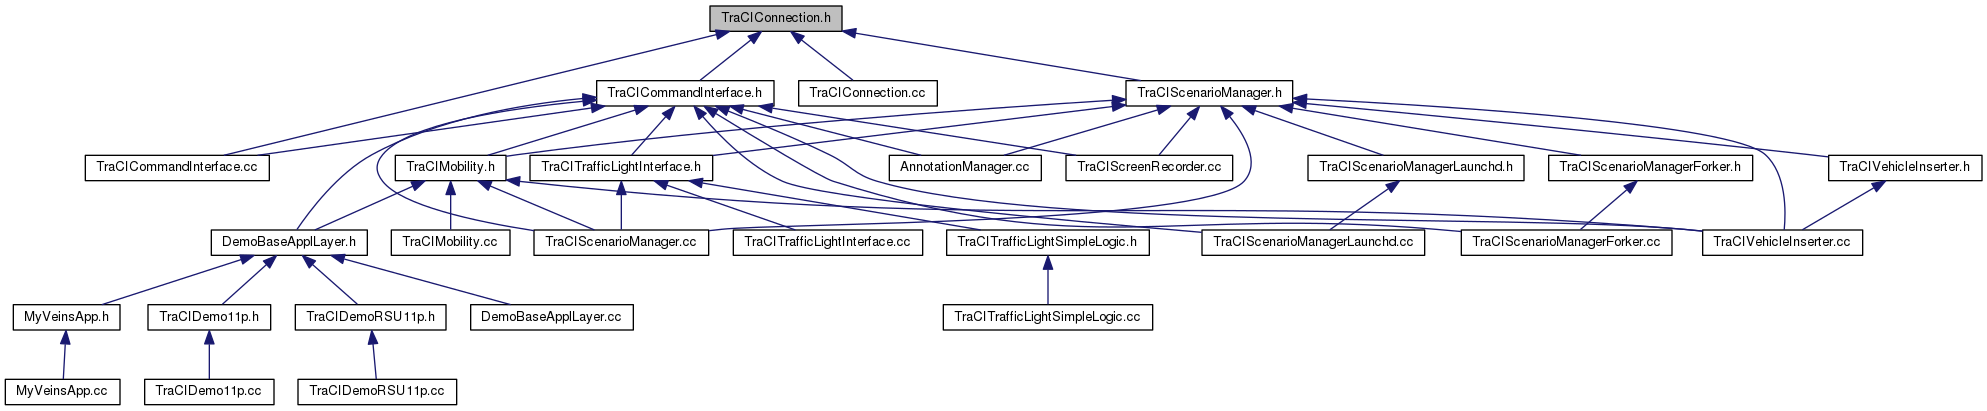 TraCIConnection.h
TraCICommandInterface.h
TraCIConnection.cc
TraCIScenarioManager.h
TraCICommandInterface.cc
TraCIMobility.h
TraCITrafficLightInterface.h
AnnotationManager.cc
TraCIScreenRecorder.cc
TraCIScenarioManagerLaunchd.h
TraCIScenarioManagerForker.h
TraCIVehicleInserter.h
DemoBaseApplLayer.h
TraCIMobility.cc
TraCIScenarioManager.cc
TraCITrafficLightInterface.cc
TraCITrafficLightSimpleLogic.h
TraCIScenarioManagerLaunchd.cc
TraCIScenarioManagerForker.cc
TraCIVehicleInserter.cc
MyVeinsApp.h
TraCIDemo11p.h
TraCIDemoRSU11p.h
DemoBaseApplLayer.cc
TraCITrafficLightSimpleLogic.cc
MyVeinsApp.cc
TraCIDemo11p.cc
TraCIDemoRSU11p.cc